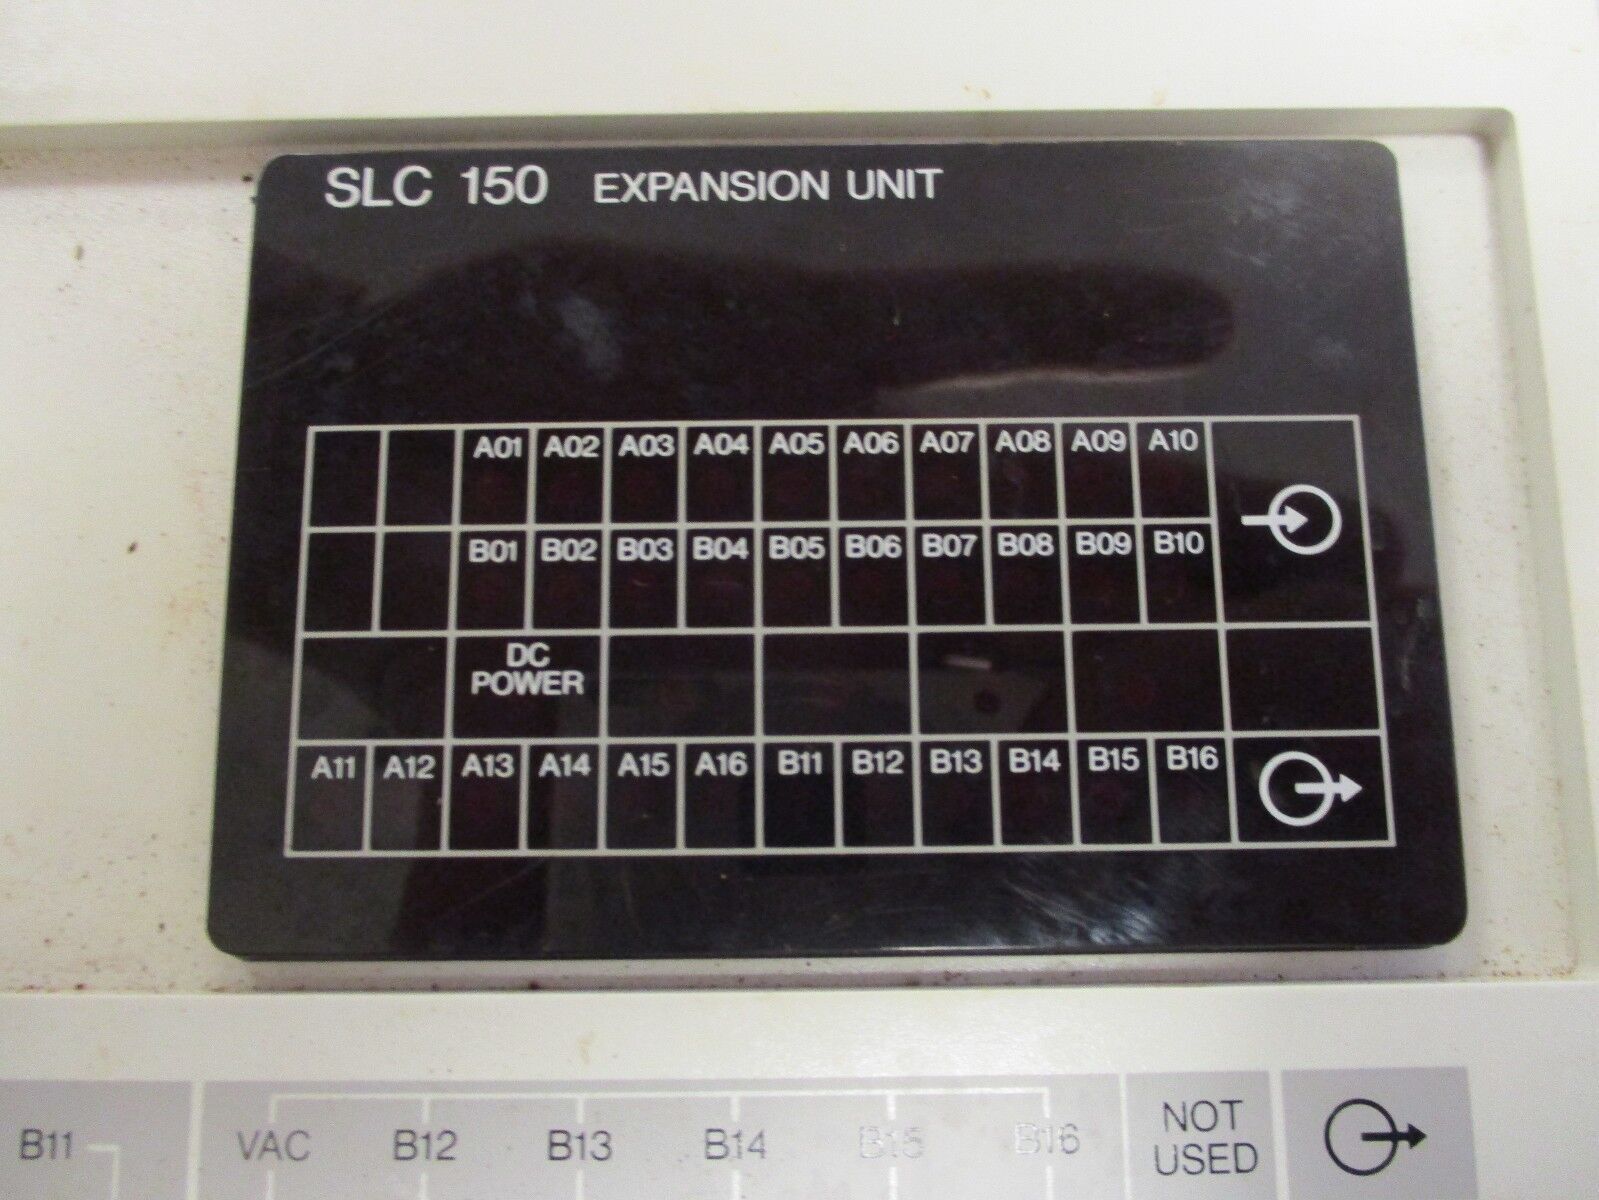 SLC 150 EXPANSION UNIT
A01 A02 A03 A04 A05 A06 A07 A08 A09 A10
B01 B02 B03 B04 B05 B06 B07 B08 B09 B10
DC
POWER
A11 A12 A13 A14 A15 A16 B11 B12 B13 B14 B15 B16
B11 VAC B12 B13 B14 B15 B16
NOT
USED